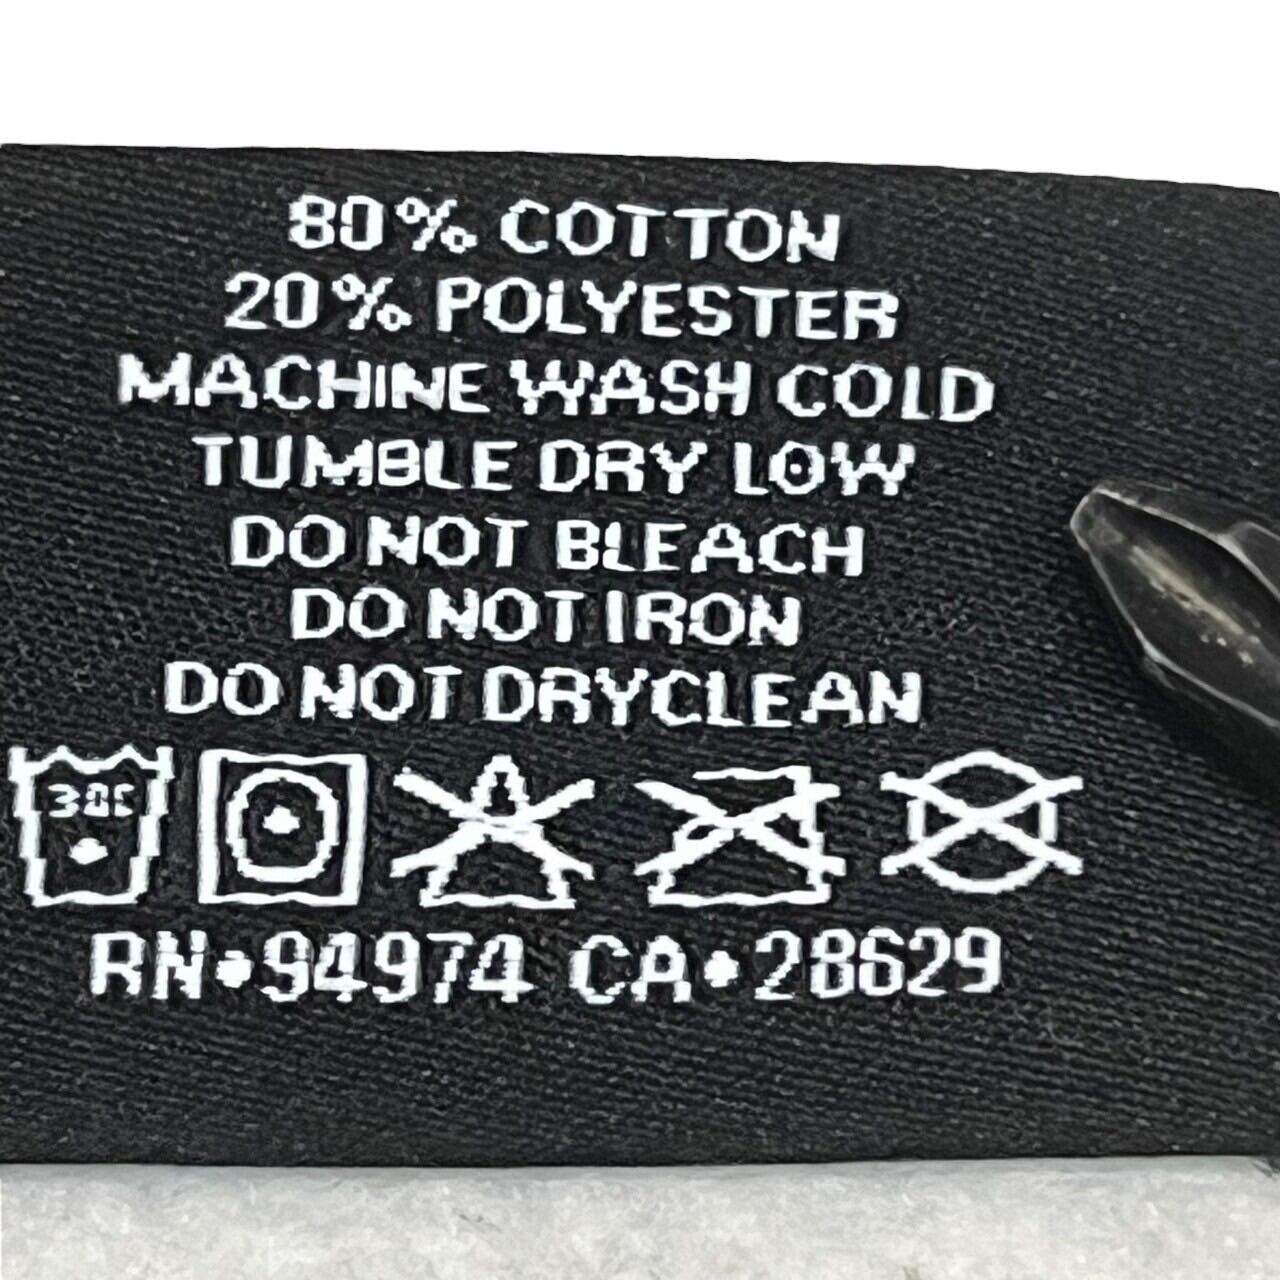 80% COTTON
20% POLYESTER
MACHINE WASH COLD
TUMBLE DRY LOW
DO NOT BLEACH
DO NOT IRON
DO NOT DRYCLEAN
30C
RN•94974 CA•28629